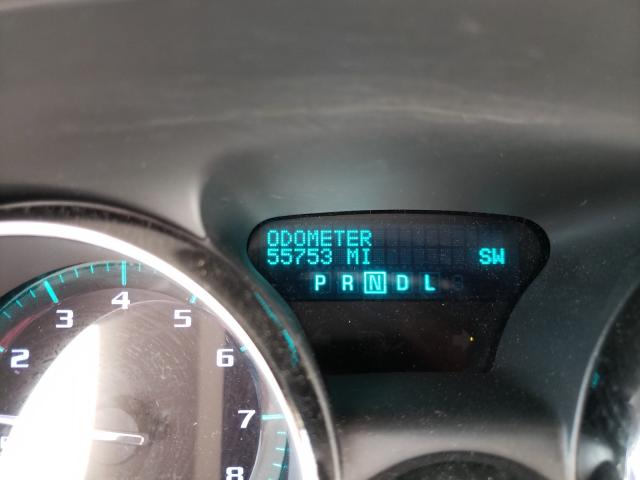 ODOMETER
55753 MI SW
P R N D L
2 3 4 5 6 7 8